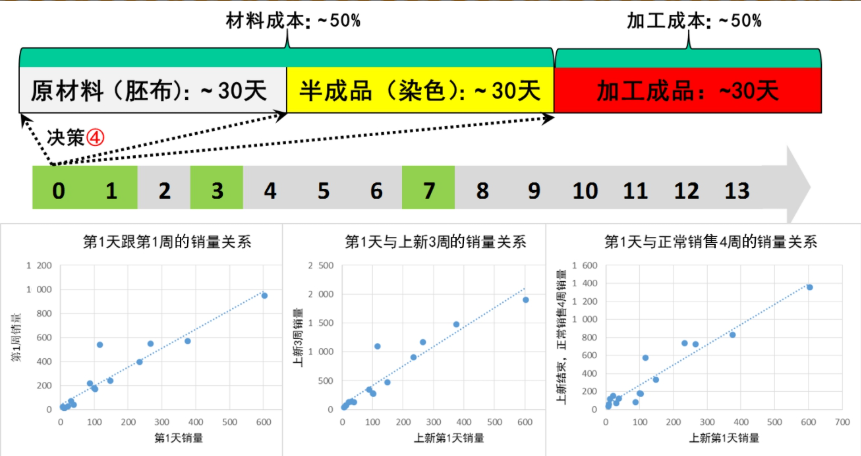 材料成本: ~50%
加工成本: ~50%
原材料（胚布): ~30天
半成品（染色): ~30天
加工成品：~30天
决策④
0 1 2 3 4 5 6 7 8 9 10 11 12 13
第1天跟第1周的销量关系
1 200
1 000
800
600
400
200
0
0 100 200 300 400 500 600
第1周销量
第1天销量
第1天与上新3周的销量关系
2 500
2 000
1 500
1 000
500
0
0 100 200 300 400 500 600
上新3周销量
上新第1天销量
第1天与正常销售4周的销量关系
1 600
1 400
1 200
1 000
800
600
400
200
0
0 100 200 300 400 500 600 700
上新结束，正常销售4周销量
上新第1天销量